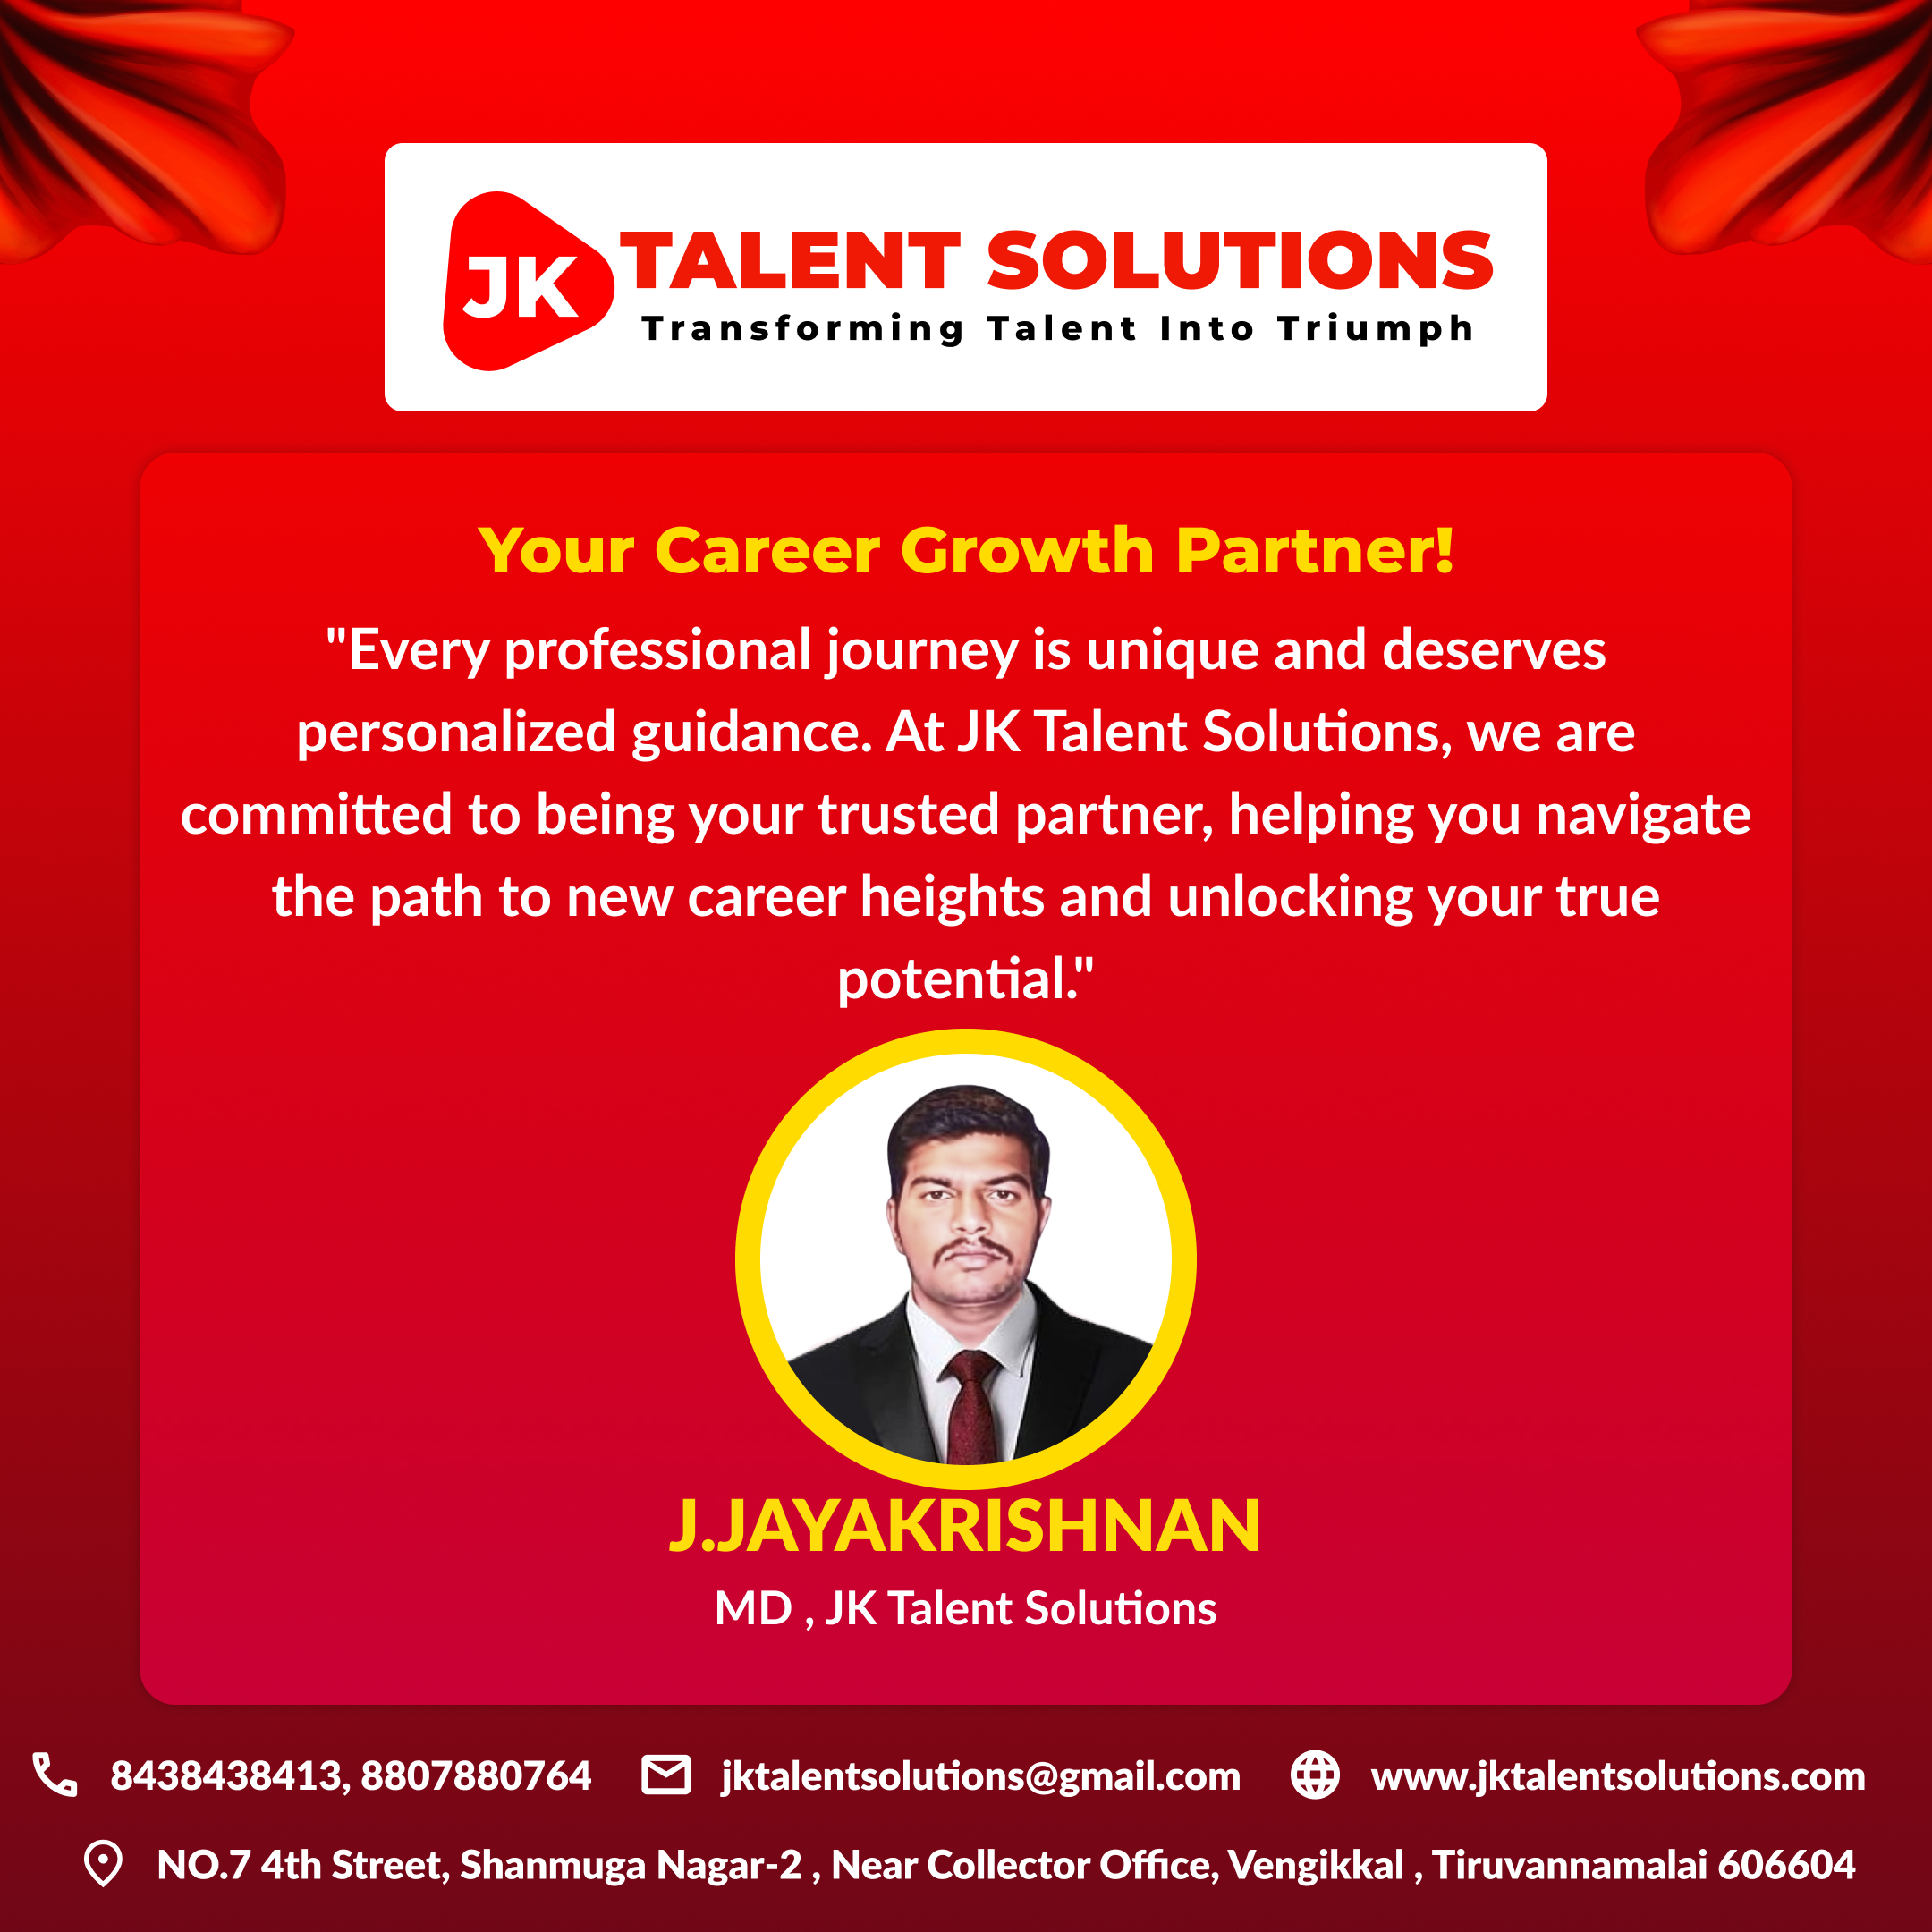 JK
TALENT SOLUTIONS
Transforming Talent Into Triumph
Your Career Growth Partner!
"Every professional journey is unique and deserves
personalized guidance. At JK Talent Solutions, we are
committed to being your trusted partner, helping you navigate
the path to new career heights and unlocking your true
potential."
J.JAYAKRISHNAN
MD , JK Talent Solutions
8438438413, 8807880764 jktalentsolutions@gmail.com www.jktalentsolutions.com
NO.7 4th Street, Shanmuga Nagar-2 , Near Collector Office, Vengikkal , Tiruvannamalai 606604